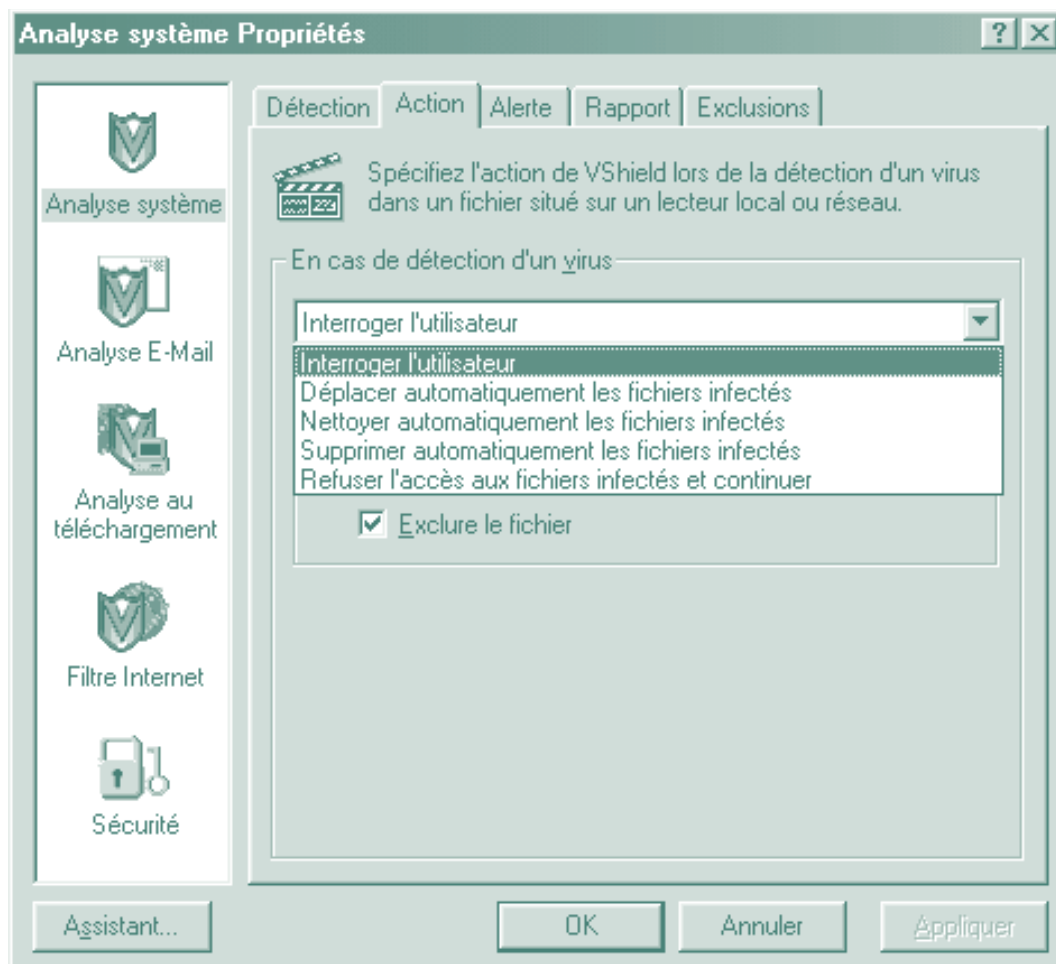 Analyse système Propriétés
Analyse système
Analyse E-Mail
Analyse au
téléchargement
Filtre Internet
Sécurité
Détection
Action
Alerte
Rapport
Exclusions
Spécifiez l'action de VShield lors de la détection d'un virus
dans un fichier situé sur un lecteur local ou réseau.
En cas de détection d'un virus
Interroger l'utilisateur
Interroger l'utilisateur
Déplacer automatiquement les fichiers infectés
Nettoyer automatiquement les fichiers infectés
Supprimer automatiquement les fichiers infectés
Refuser l'accès aux fichiers infectés et continuer
Exclure le fichier
Assistant...
OK
Annuler
Appliquer